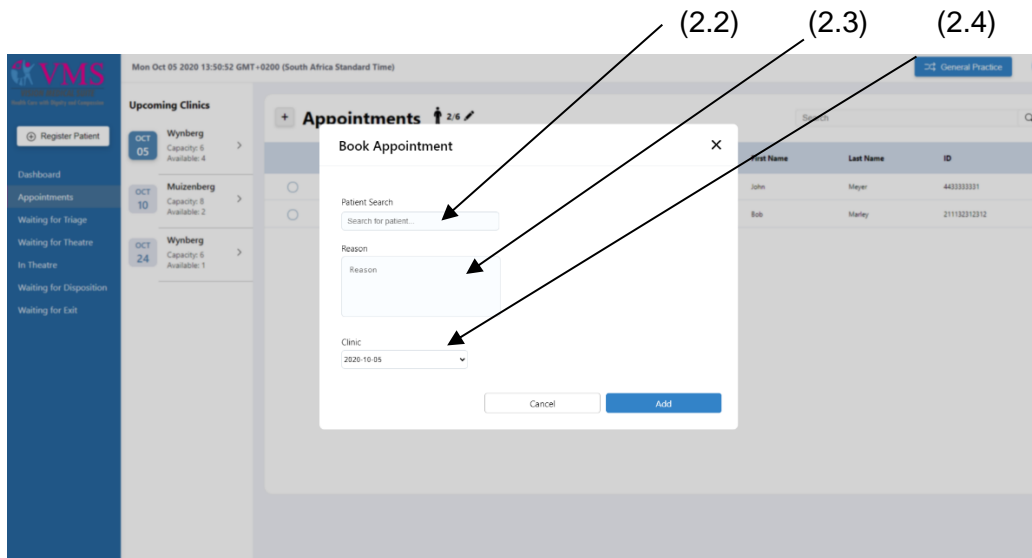 (2.2) (2.3) (2.4)
VMS
Mon Oct 05 2020 13:50:52 GMT+0200 (South Africa Standard Time)
General Practice
Register Patient
Dashboard
Appointments
Waiting for Triage
Waiting for Theatre
In Theatre
Waiting for Disposition
Waiting for Exit
Upcoming Clinics
OCT 05
Wynberg
Capacity: 6
Available: 4
OCT 10
Muizenberg
Capacity: 8
Available: 2
OCT 24
Wynberg
Capacity: 6
Available: 1
+ Appointments 2/6
Search
First Name Last Name ID
John Meyer 4433333331
Bob Marley 211132312312
Book Appointment
Patient Search
Search for patient...
Reason
Reason
Clinic
2020-10-05
Cancel Add